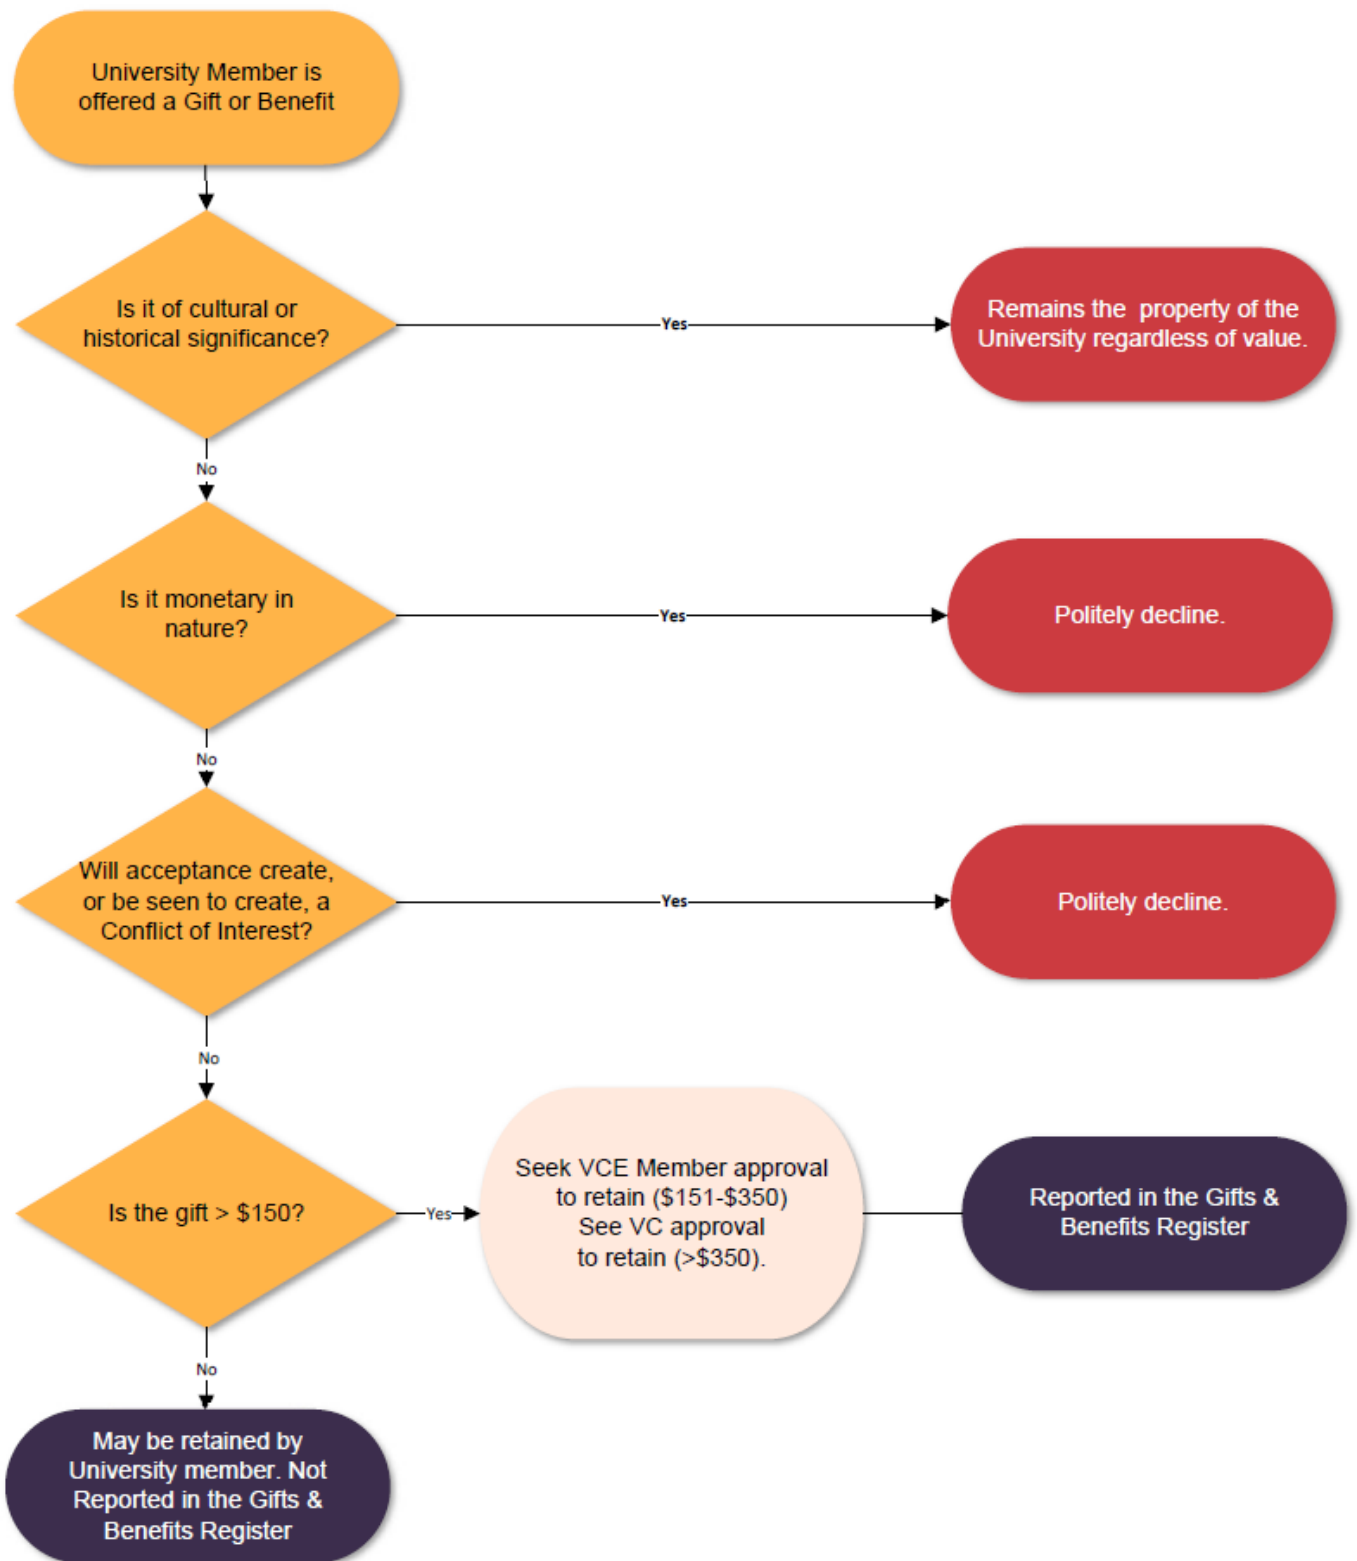 University Member is
offered a Gift or Benefit
Is it of cultural or
historical significance?
Yes
Remains the property of the
University regardless of value.
No
Is it monetary in
nature?
Yes
Politely decline.
No
Will acceptance create,
or be seen to create, a
Conflict of Interest?
Yes
Politely decline.
No
Is the gift > $150?
Yes
Seek VCE Member approval
to retain ($151-$350)
See VC approval
to retain (>$350).
Reported in the Gifts &
Benefits Register
No
May be retained by
University member. Not
Reported in the Gifts &
Benefits Register